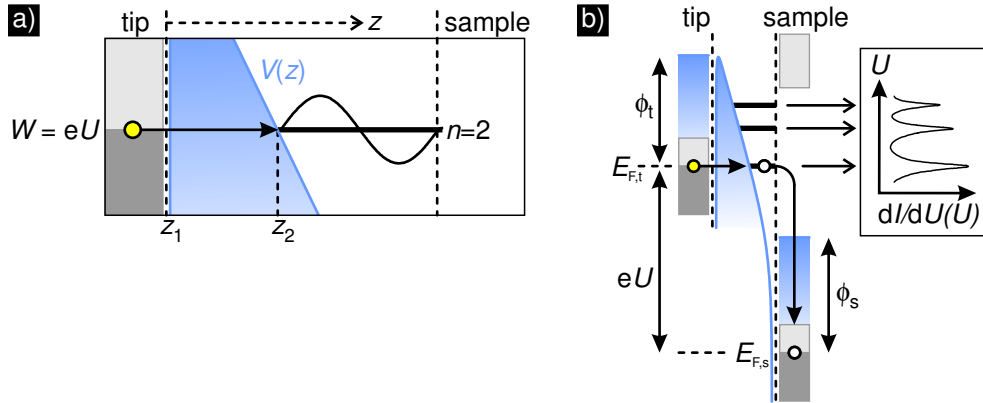 a)
tip
z
sample
V(z)
W = eU
n=2
z1
z2
b)
tip
sample
U
ϕt
EF,t
dI/dU(U)
eU
ϕs
EF,s